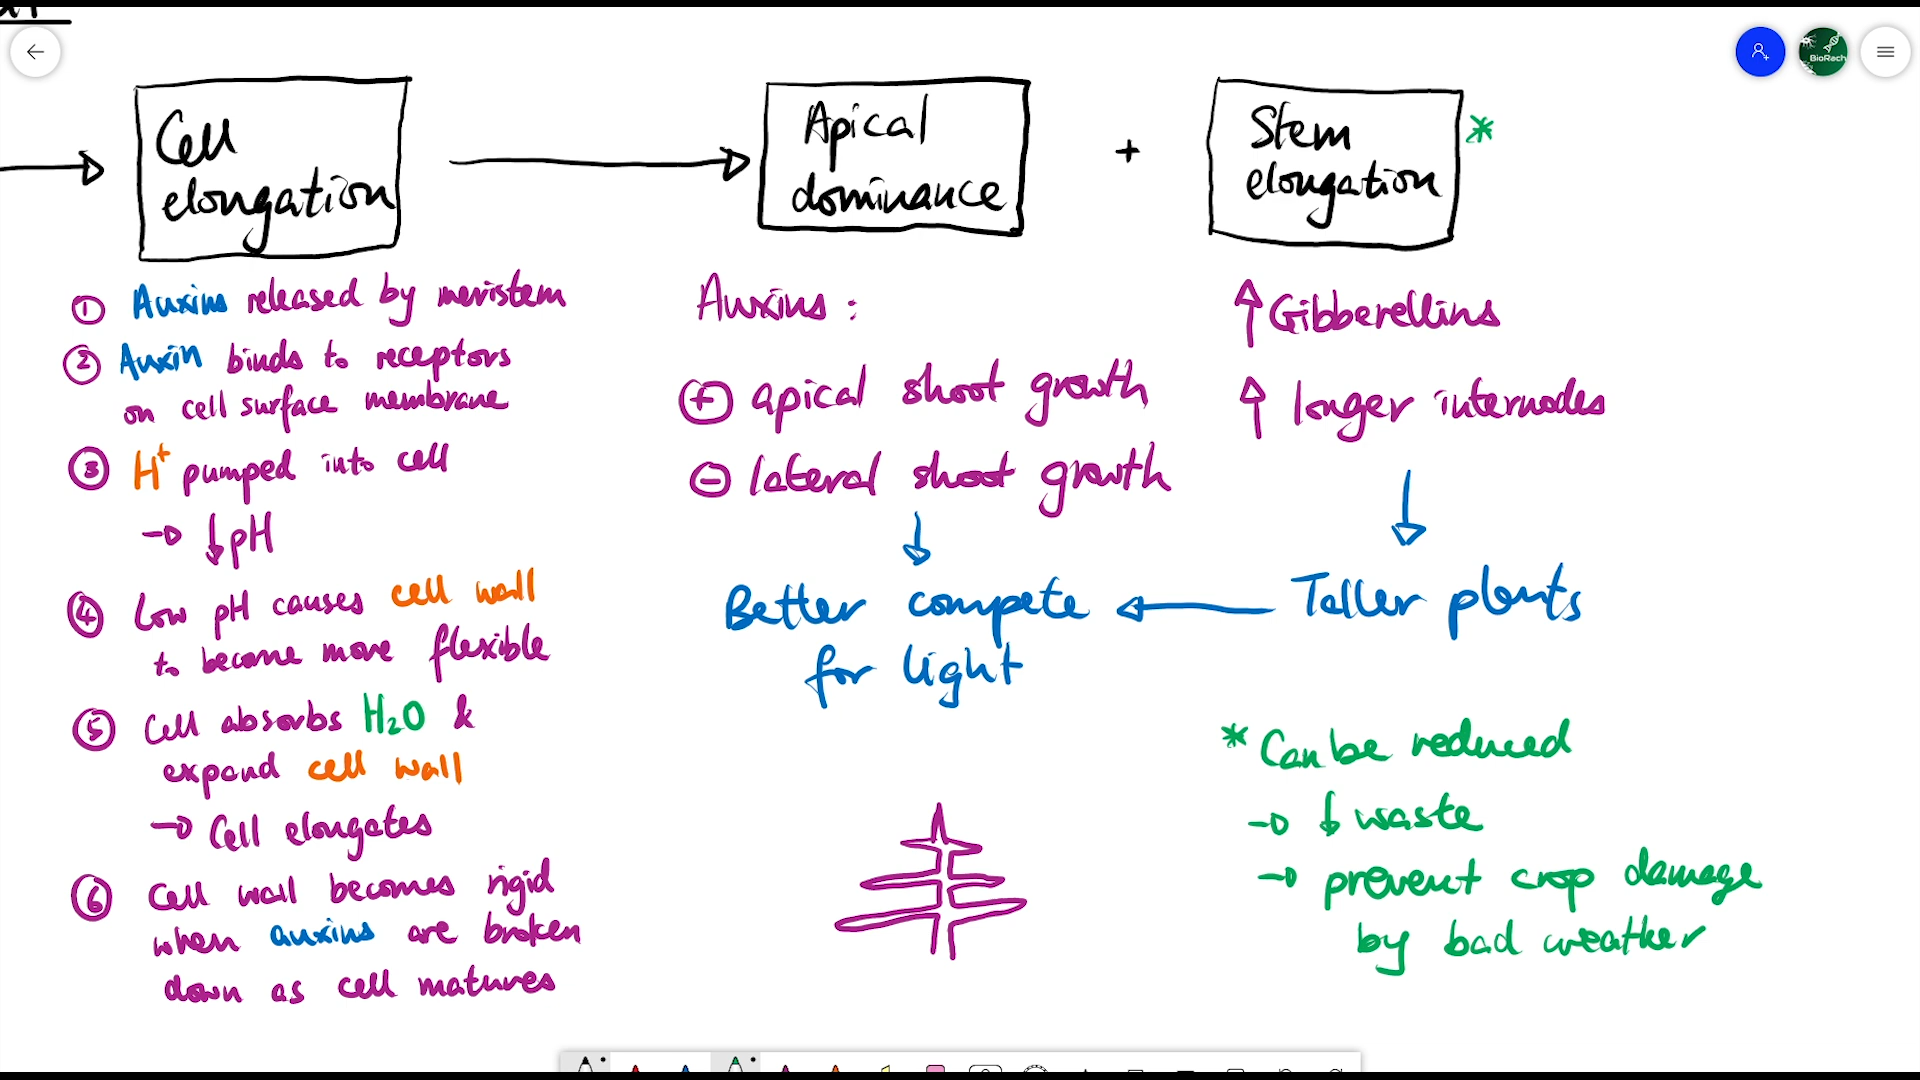 Cell
elongation
Apical
dominance
+
Stem
elongation
*
① Auxins released by meristem
② Auxin binds to receptors
on cell surface membrane
③ H⁺ pumped into cell
→ ↓pH
④ Low pH causes cell wall
to become more flexible
⑤ Cell absorbs H₂O &
expand cell wall
→ Cell elongates
⑥ Cell wall becomes rigid
when auxins are broken
down as cell matures
Auxins:
⊕ apical shoot growth
⊖ lateral shoot growth
↓
Better compete
for light
↑ Gibberellins
↑ longer internodes
↓
← Taller plants
* Can be reduced
→ ↓ waste
→ prevent crop damage
by bad weather
BioRach